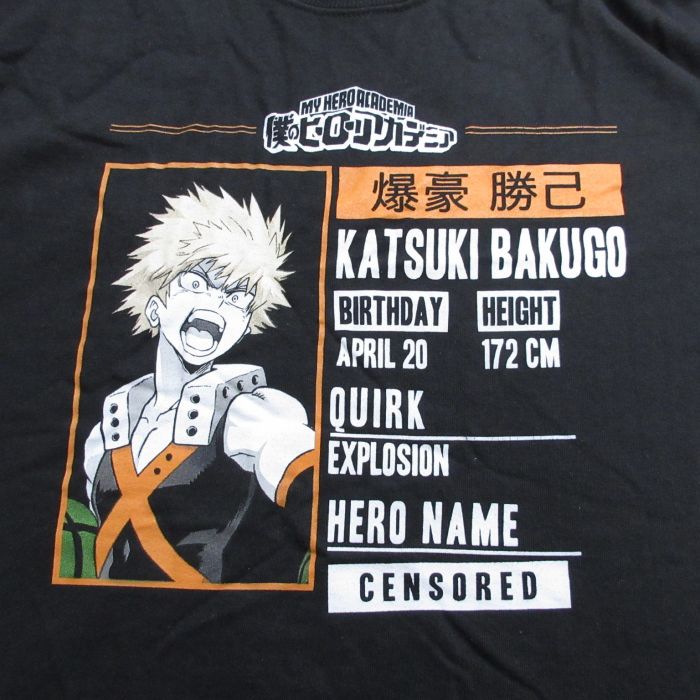 MY HERO ACADEMIA
僕のヒーローアカデミア
爆豪 勝己
KATSUKI BAKUGO
BIRTHDAY HEIGHT
APRIL 20 172 CM
QUIRK
EXPLOSION
HERO NAME
CENSORED